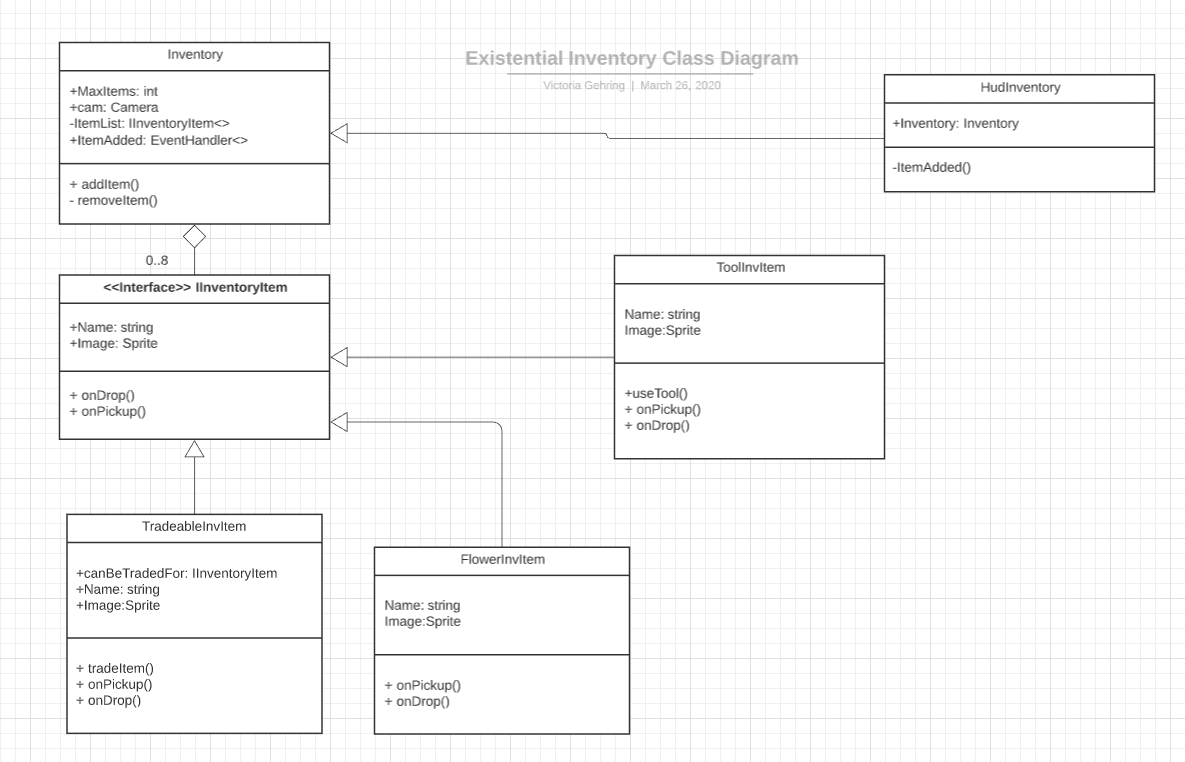 Existential Inventory Class Diagram
Victoria Gehring | March 26, 2020
Inventory
+MaxItems: int
+cam: Camera
-ItemList: IInventoryItem<>
+ItemAdded: EventHandler<>
+ addItem()
- removeItem()
HudInventory
+Inventory: Inventory
-ItemAdded()
0..8
<<Interface>> IInventoryItem
+Name: string
+Image: Sprite
+ onDrop()
+ onPickup()
ToolInvItem
Name: string
Image:Sprite
+useTool()
+ onPickup()
+ onDrop()
TradeableInvItem
+canBeTradedFor: IInventoryItem
+Name: string
+Image:Sprite
+ tradeItem()
+ onPickup()
+ onDrop()
FlowerInvItem
Name: string
Image:Sprite
+ onPickup()
+ onDrop()